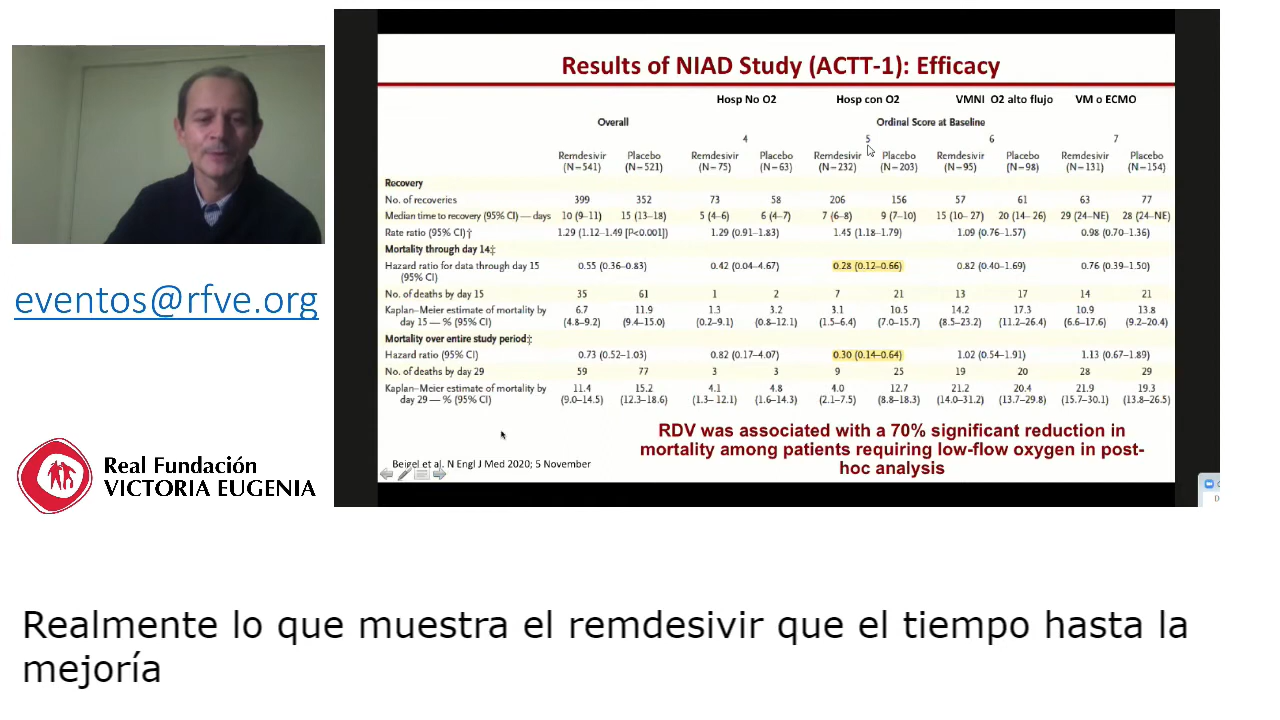 Results of NIAD Study (ACTT-1): Efficacy
Hosp No O2 Hosp con O2 VMNI O2 alto flujo VM o ECMO
Overall Ordinal Score at Baseline
4 5 6 7
Remdesivir Placebo Remdesivir Placebo Remdesivir Placebo Remdesivir Placebo Remdesivir Placebo
(N=541) (N=521) (N=75) (N=63) (N=232) (N=203) (N=95) (N=98) (N=131) (N=154)
Recovery
No. of recoveries 399 352 73 58 206 156 57 61 63 77
Median time to recovery (95% CI) — days 10 (9–11) 15 (13–18) 5 (4–6) 6 (4–7) 7 (6–8) 9 (7–10) 15 (10–27) 20 (14–26) 29 (24–NE) 28 (24–NE)
Rate ratio (95% CI)† 1.29 (1.12–1.49 [P<0.001]) 1.29 (0.91–1.83) 1.45 (1.18–1.79) 1.09 (0.76–1.57) 0.98 (0.70–1.36)
Mortality through day 14‡
Hazard ratio for data through day 15 0.55 (0.36–0.83) 0.42 (0.04–4.67) 0.28 (0.12–0.66) 0.82 (0.40–1.69) 0.76 (0.39–1.50)
(95% CI)
No. of deaths by day 15 35 61 1 2 7 21 13 17 14 21
Kaplan–Meier estimate of mortality by 6.7 11.9 1.3 3.2 3.1 10.5 14.2 17.3 10.9 13.8
day 15 — % (95% CI) (4.8–9.2) (9.4–15.0) (0.2–9.1) (0.8–12.1) (1.5–6.4) (7.0–15.7) (8.5–23.2) (11.2–26.4) (6.6–17.6) (9.2–20.4)
Mortality over entire study period‡
Hazard ratio (95% CI) 0.73 (0.52–1.03) 0.82 (0.17–4.07) 0.30 (0.14–0.64) 1.02 (0.54–1.91) 1.13 (0.67–1.89)
No. of deaths by day 29 59 77 3 3 9 25 19 20 28 29
Kaplan–Meier estimate of mortality by 11.4 15.2 4.1 4.8 4.0 12.7 21.2 20.4 21.9 19.3
day 29 — % (95% CI) (9.0–14.5) (12.3–18.6) (1.3–12.1) (1.6–14.3) (2.1–7.5) (8.8–18.3) (14.0–31.2) (13.7–29.8) (15.7–30.1) (13.8–26.5)
RDV was associated with a 70% significant reduction in
mortality among patients requiring low-flow oxygen in post-
hoc analysis
Beigel et al. N Engl J Med 2020; 5 November
eventos@rfve.org
Real Fundación
VICTORIA EUGENIA
Realmente lo que muestra el remdesivir que el tiempo hasta la
mejoría